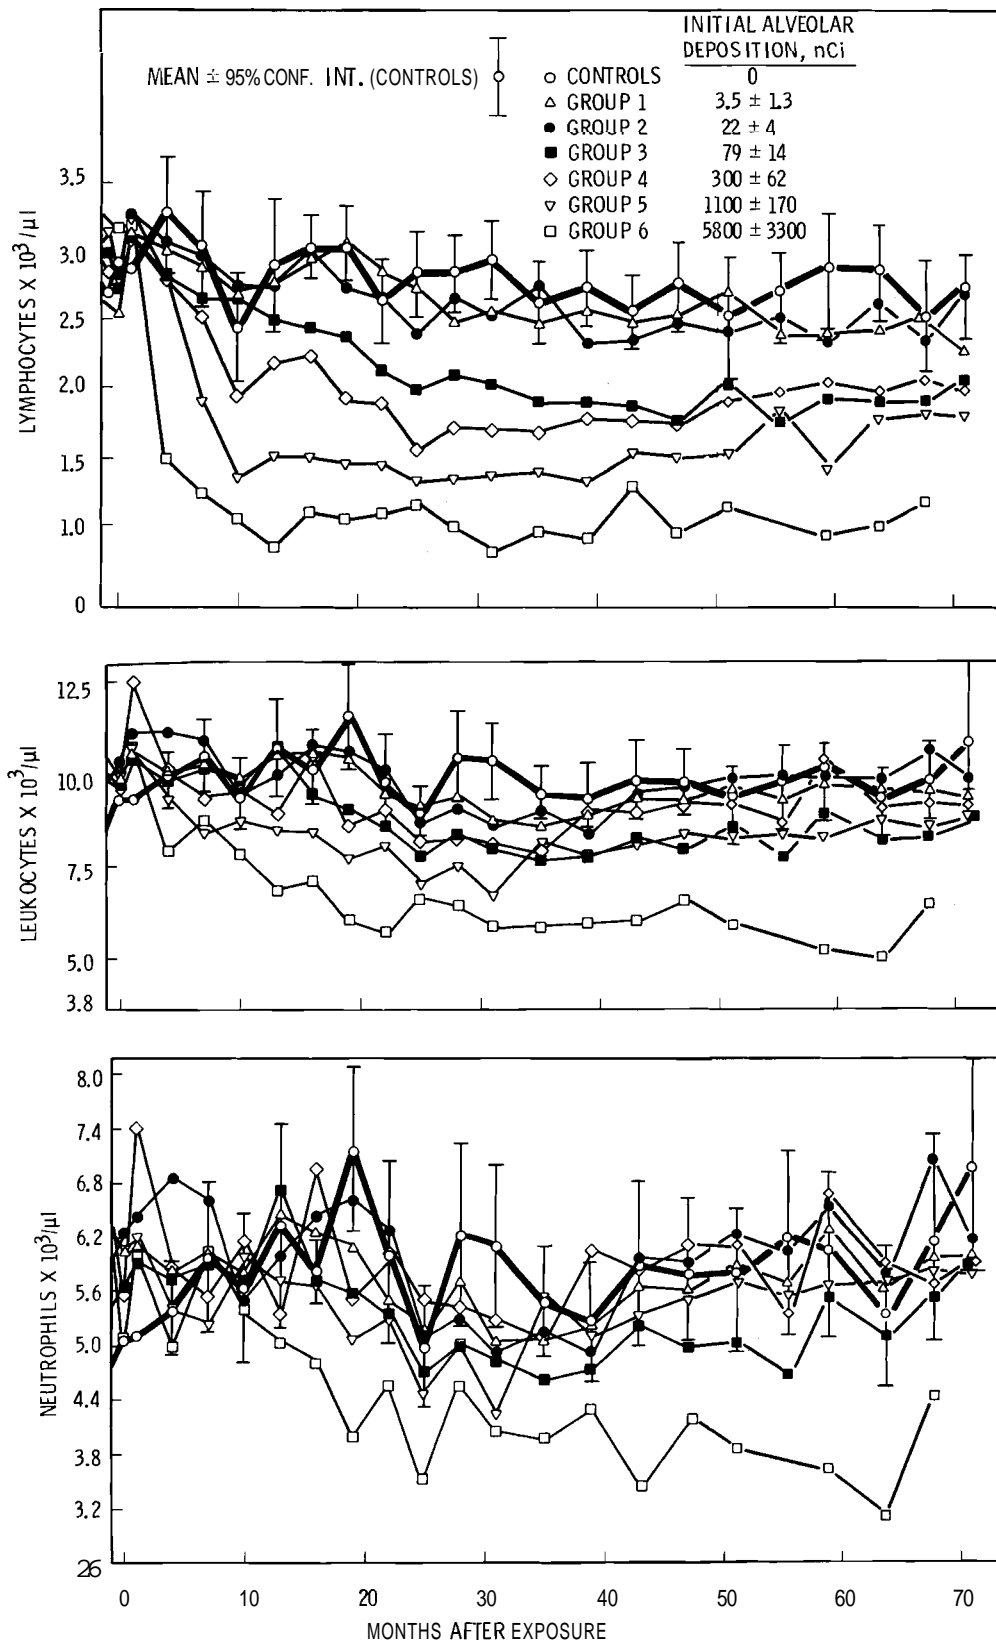 INITIAL ALVEOLAR
DEPOSITION, nCi
MEAN ± 95% CONF. INT. (CONTROLS)
CONTROLS 0
GROUP 1 3.5 ± 1.3
GROUP 2 22 ± 4
GROUP 3 79 ± 14
GROUP 4 300 ± 62
GROUP 5 1100 ± 170
GROUP 6 5800 ± 3300
LYMPHOCYTES X 10³/µl
3.5
3.0
2.5
2.0
1.5
1.0
0
LEUKOCYTES X 10³/µl
12.5
10.0
7.5
5.0
3.8
NEUTROPHILS X 10³/µl
8.0
7.4
6.8
6.2
5.6
5.0
4.4
3.8
3.2
26
0 10 20 30 40 50 60 70
MONTHS AFTER EXPOSURE